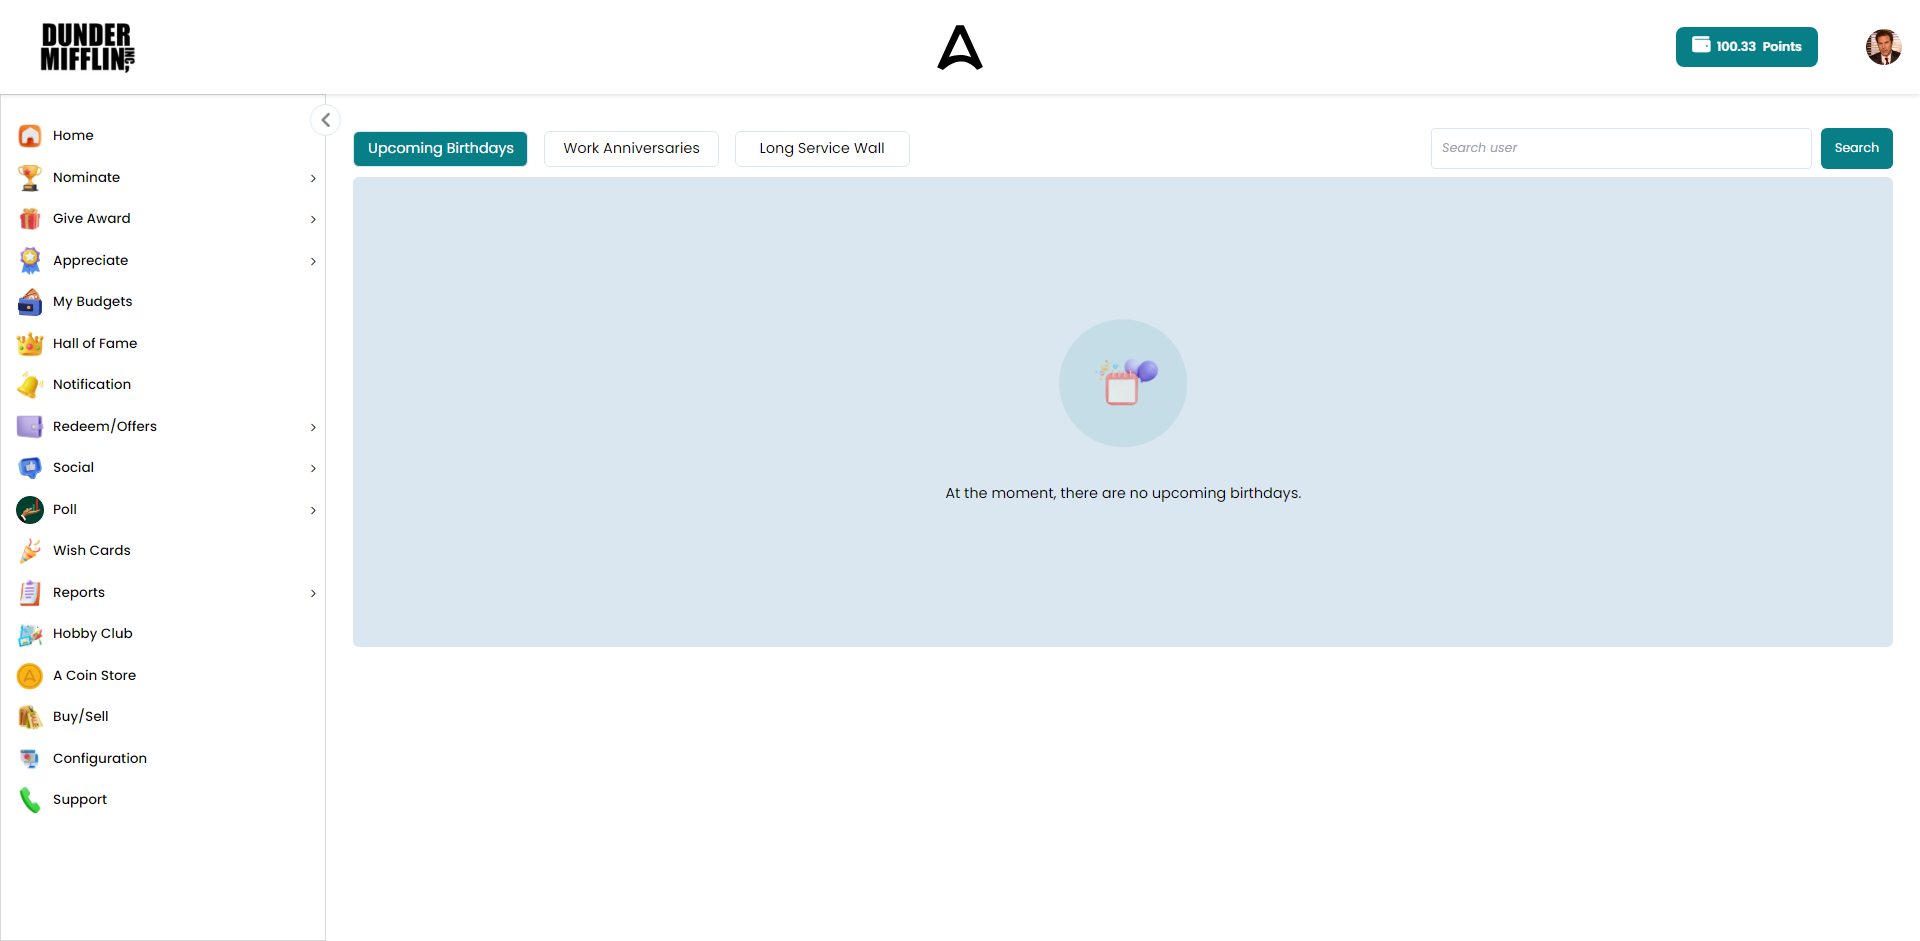 DUNDER
MIFFLIN INC,
100.33 Points
Home
Nominate
Give Award
Appreciate
My Budgets
Hall of Fame
Notification
Redeem/Offers
Social
Poll
Wish Cards
Reports
Hobby Club
A Coin Store
Buy/Sell
Configuration
Support
Upcoming Birthdays
Work Anniversaries
Long Service Wall
Search user
Search
At the moment, there are no upcoming birthdays.